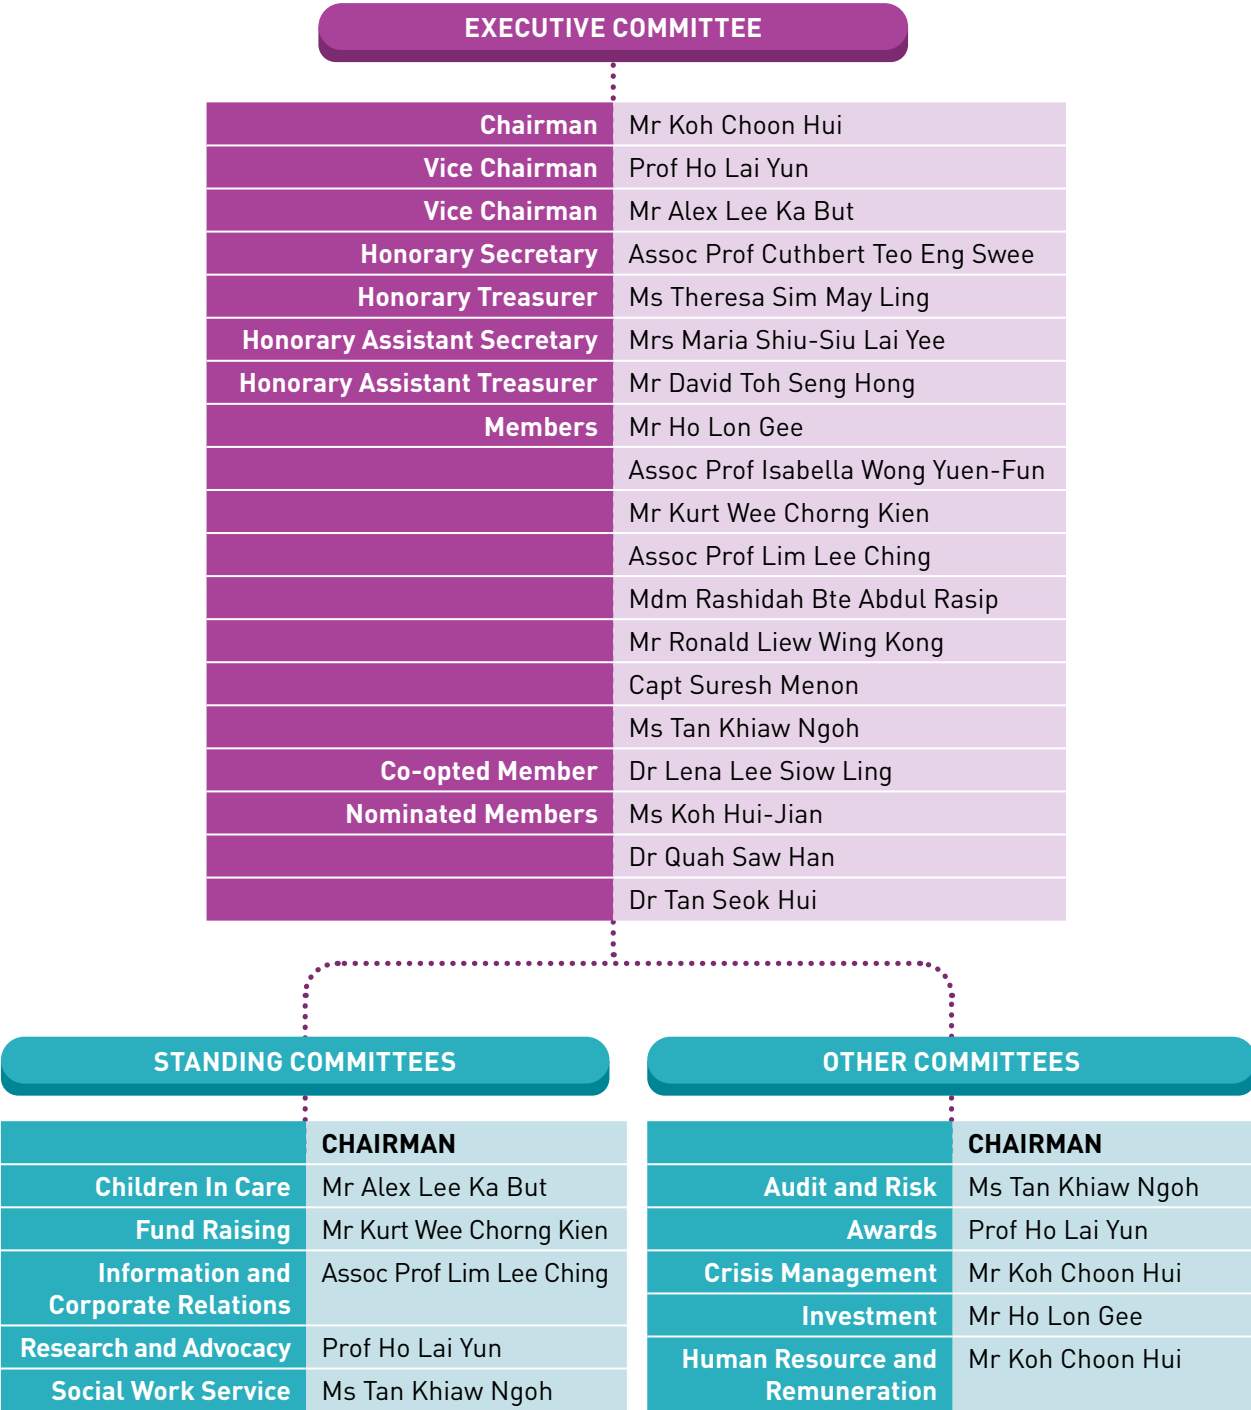 EXECUTIVE COMMITTEE
Chairman Mr Koh Choon Hui
Vice Chairman Prof Ho Lai Yun
Vice Chairman Mr Alex Lee Ka But
Honorary Secretary Assoc Prof Cuthbert Teo Eng Swee
Honorary Treasurer Ms Theresa Sim May Ling
Honorary Assistant Secretary Mrs Maria Shiu-Siu Lai Yee
Honorary Assistant Treasurer Mr David Toh Seng Hong
Members Mr Ho Lon Gee
Assoc Prof Isabella Wong Yuen-Fun
Mr Kurt Wee Chorng Kien
Assoc Prof Lim Lee Ching
Mdm Rashidah Bte Abdul Rasip
Mr Ronald Liew Wing Kong
Capt Suresh Menon
Ms Tan Khiaw Ngoh
Co-opted Member Dr Lena Lee Siow Ling
Nominated Members Ms Koh Hui-Jian
Dr Quah Saw Han
Dr Tan Seok Hui
STANDING COMMITTEES
CHAIRMAN
Children In Care Mr Alex Lee Ka But
Fund Raising Mr Kurt Wee Chorng Kien
Information and Assoc Prof Lim Lee Ching
Corporate Relations
Research and Advocacy Prof Ho Lai Yun
Social Work Service Ms Tan Khiaw Ngoh
OTHER COMMITTEES
CHAIRMAN
Audit and Risk Ms Tan Khiaw Ngoh
Awards Prof Ho Lai Yun
Crisis Management Mr Koh Choon Hui
Investment Mr Ho Lon Gee
Human Resource and Mr Koh Choon Hui
Remuneration